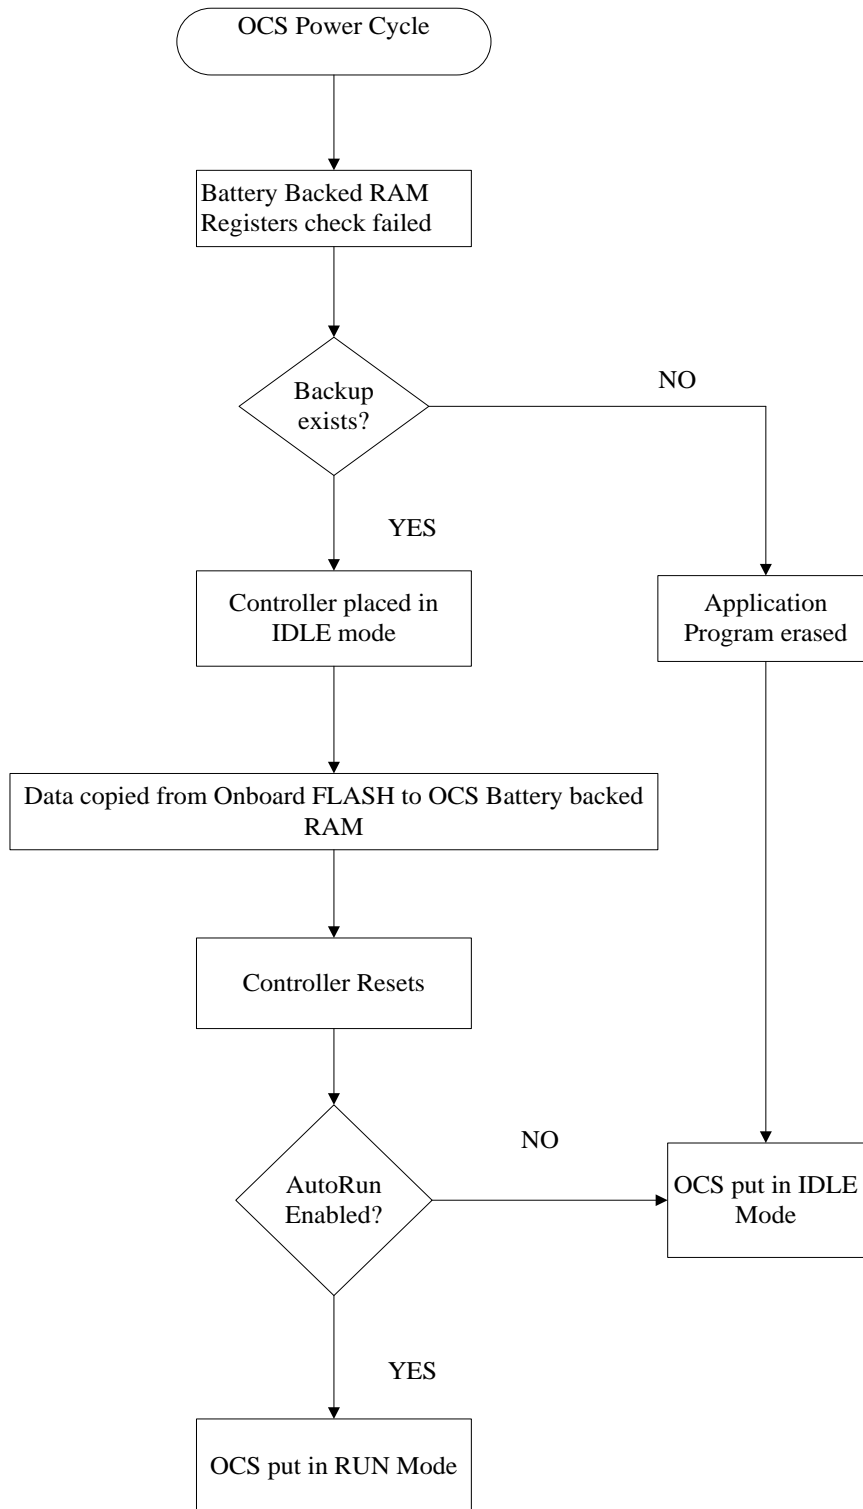 OCS Power Cycle
Battery Backed RAM
Registers check failed
Backup
exists?
NO
YES
Controller placed in
IDLE mode
Application
Program erased
Data copied from Onboard FLASH to OCS Battery backed
RAM
Controller Resets
AutoRun
Enabled?
NO
OCS put in IDLE
Mode
YES
OCS put in RUN Mode